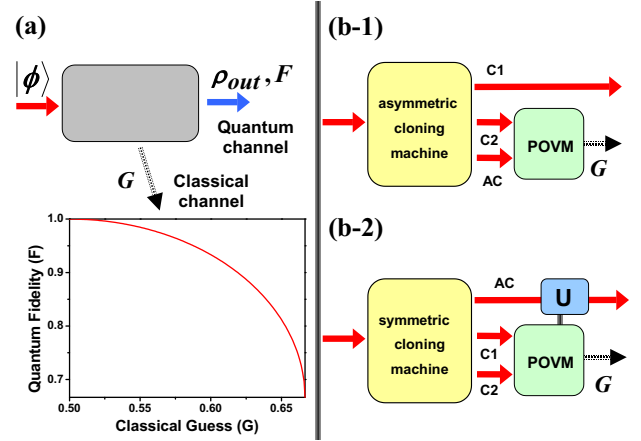 (a)
|ϕ⟩
ρout, F
Quantum
channel
G
Classical
channel
1.0
0.9
0.8
0.7
Quantum Fidelity (F)
0.50
0.55
0.60
0.65
Classical Guess (G)
(b-1)
asymmetric
cloning
machine
C1
C2
AC
POVM
G
(b-2)
symmetric
cloning
machine
AC
U
C1
C2
POVM
G